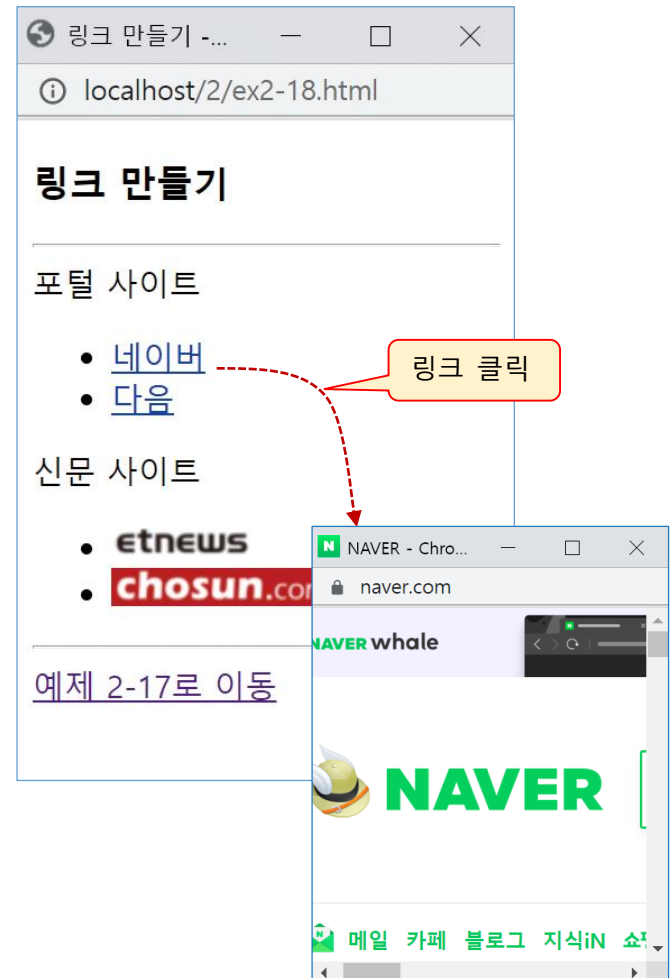 링크 만들기 -...
localhost/2/ex2-18.html
링크 만들기
포털 사이트
네이버
다음
링크 클릭
신문 사이트
etnews
chosun.com
예제 2-17로 이동
NAVER - Chro...
naver.com
NAVER whale
NAVER
메일 카페 블로그 지식iN